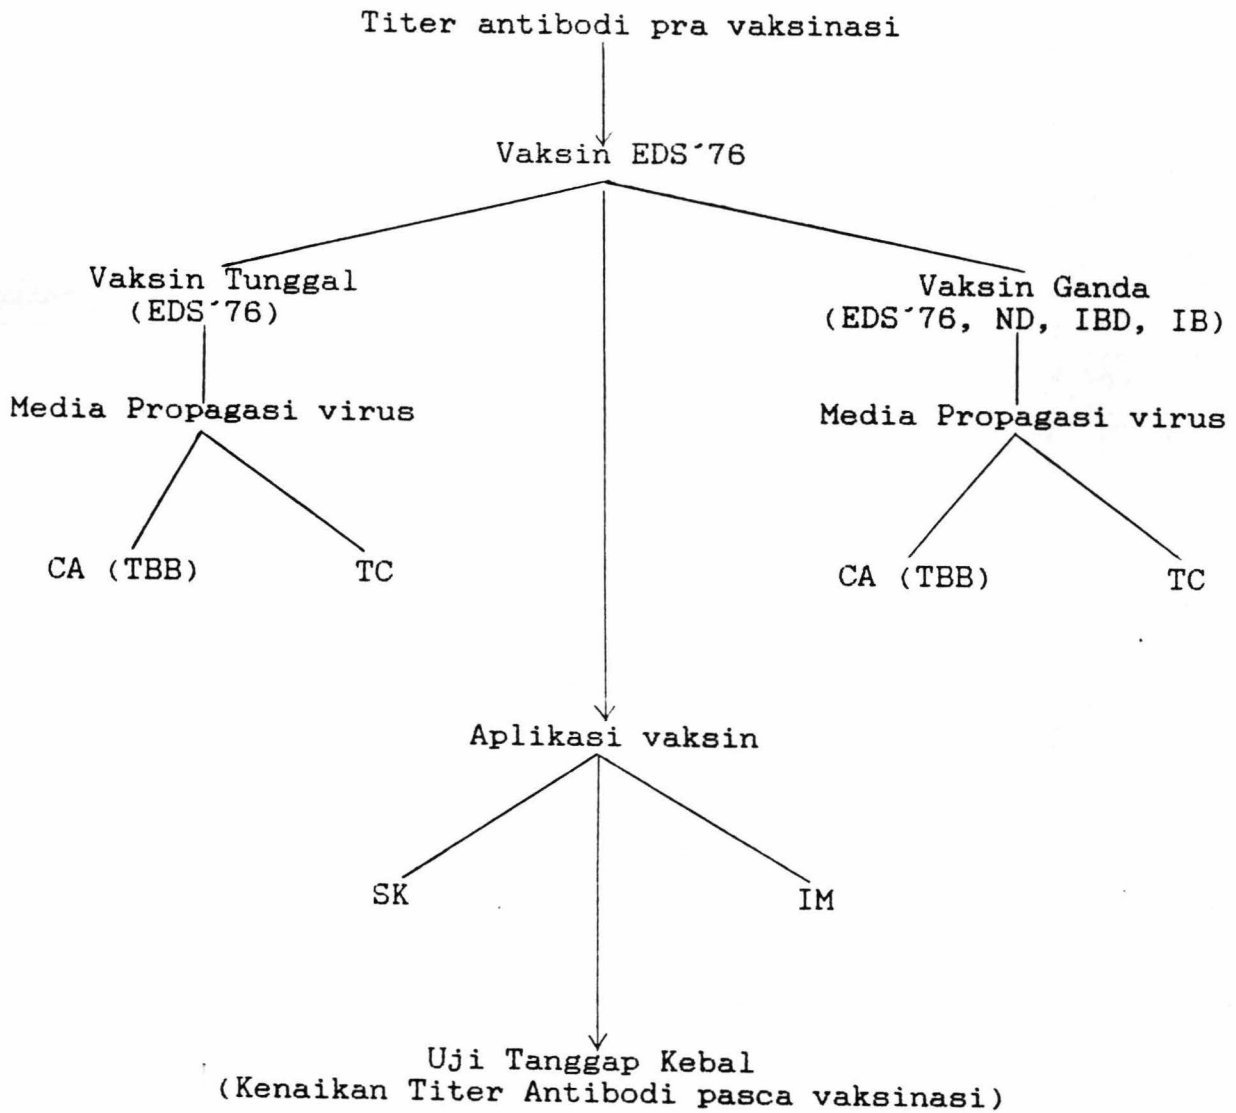 Titer antibodi pra vaksinasi
Vaksin EDS´76
Vaksin Tunggal
(EDS´76)
Vaksin Ganda
(EDS´76, ND, IBD, IB)
Media Propagasi virus
Media Propagasi virus
CA (TBB)
TC
CA (TBB)
TC
Aplikasi vaksin
SK
IM
Uji Tanggap Kebal
(Kenaikan Titer Antibodi pasca vaksinasi)